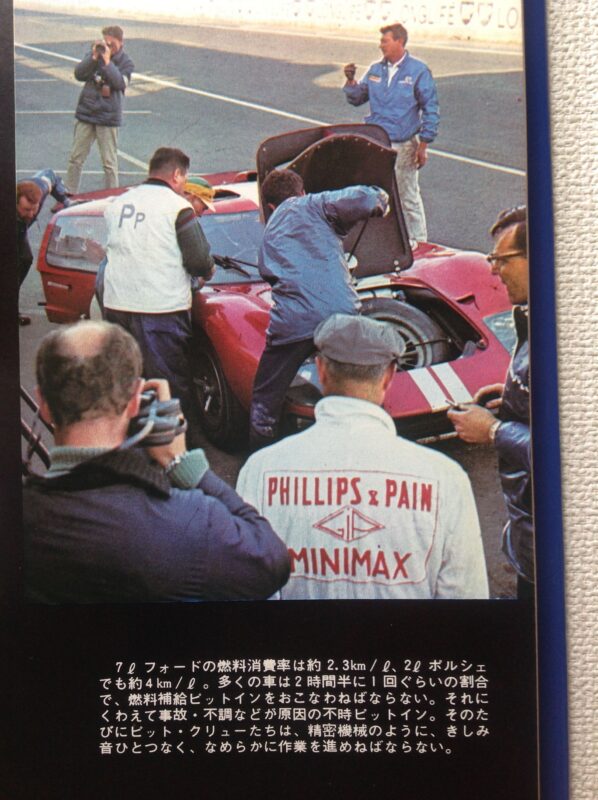 PP
PHILLIPS & PAIN
MINIMAX
7ℓ フォードの燃料消費率は約 2.3km/ℓ、2ℓ ポルシェ
でも約4km/ℓ。多くの車は2時間半に1回ぐらいの割合
で、燃料補給ピットインをおこなわねばならない。それに
くわえて事故・不調などが原因の不時ピットイン。そのた
びにピット・クリューたちは、精密機械のように、きしみ
音ひとつなく、なめらかに作業を進めねばならない。